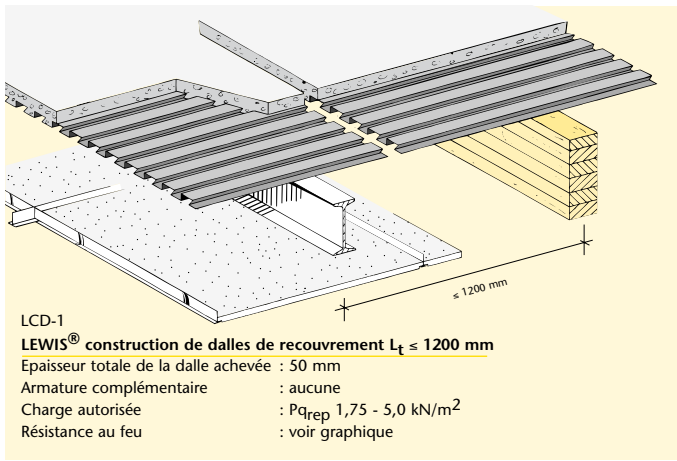 ≤ 1200 mm
LCD-1
LEWIS® construction de dalles de recouvrement Lt ≤ 1200 mm
Epaisseur totale de la dalle achevée : 50 mm
Armature complémentaire : aucune
Charge autorisée : Pqrep 1,75 - 5,0 kN/m2
Résistance au feu : voir graphique